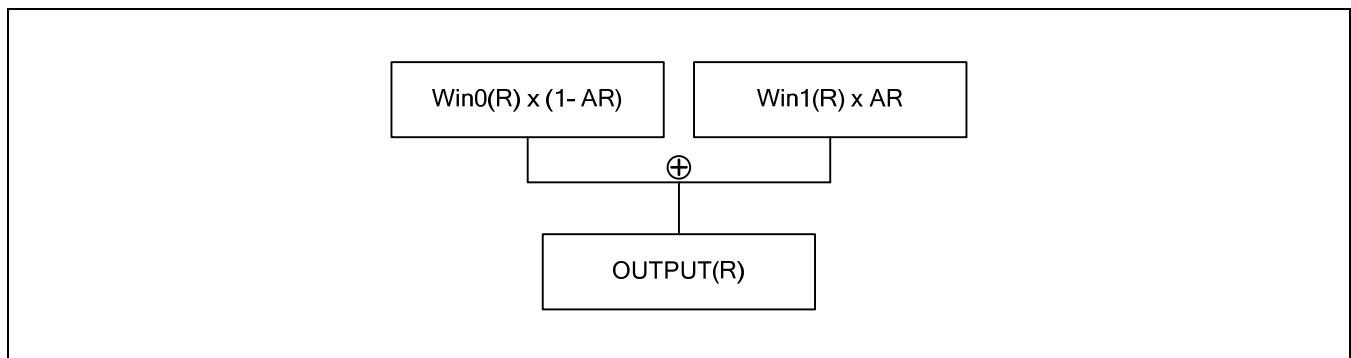 Win0(R) x (1- AR)
Win1(R) x AR
OUTPUT(R)